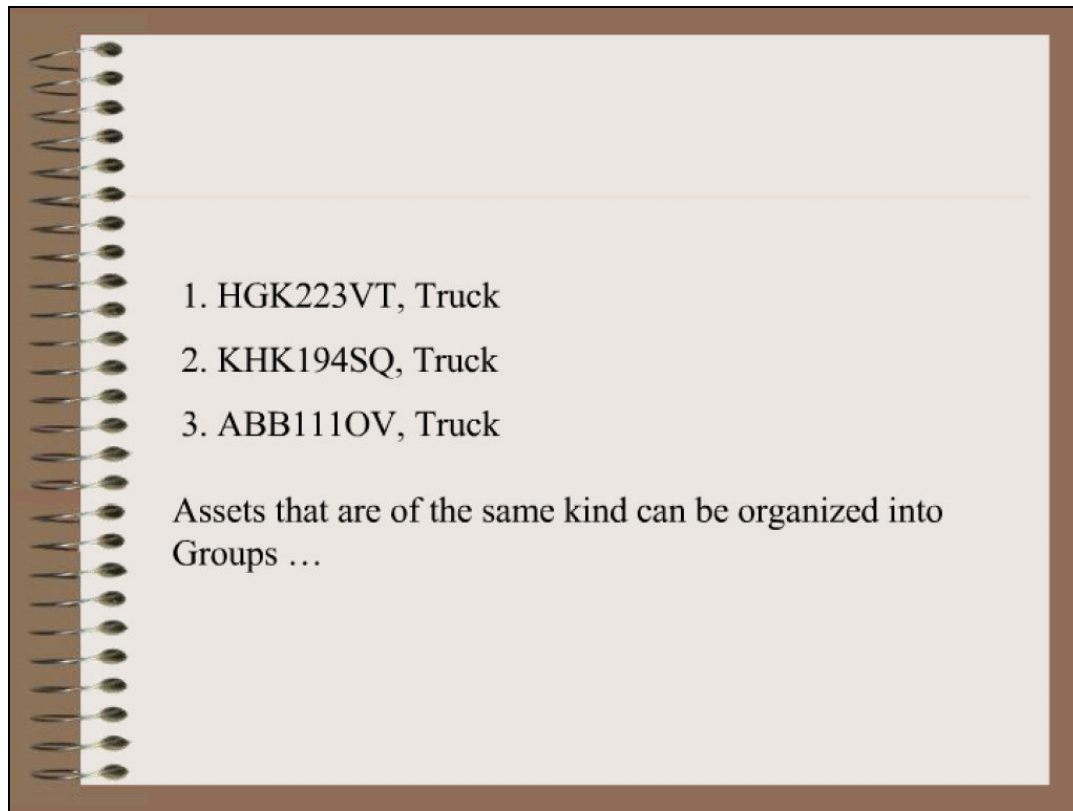 1. HGK223VT, Truck
2. KHK194SQ, Truck
3. ABB111OV, Truck
Assets that are of the same kind can be organized into
Groups …